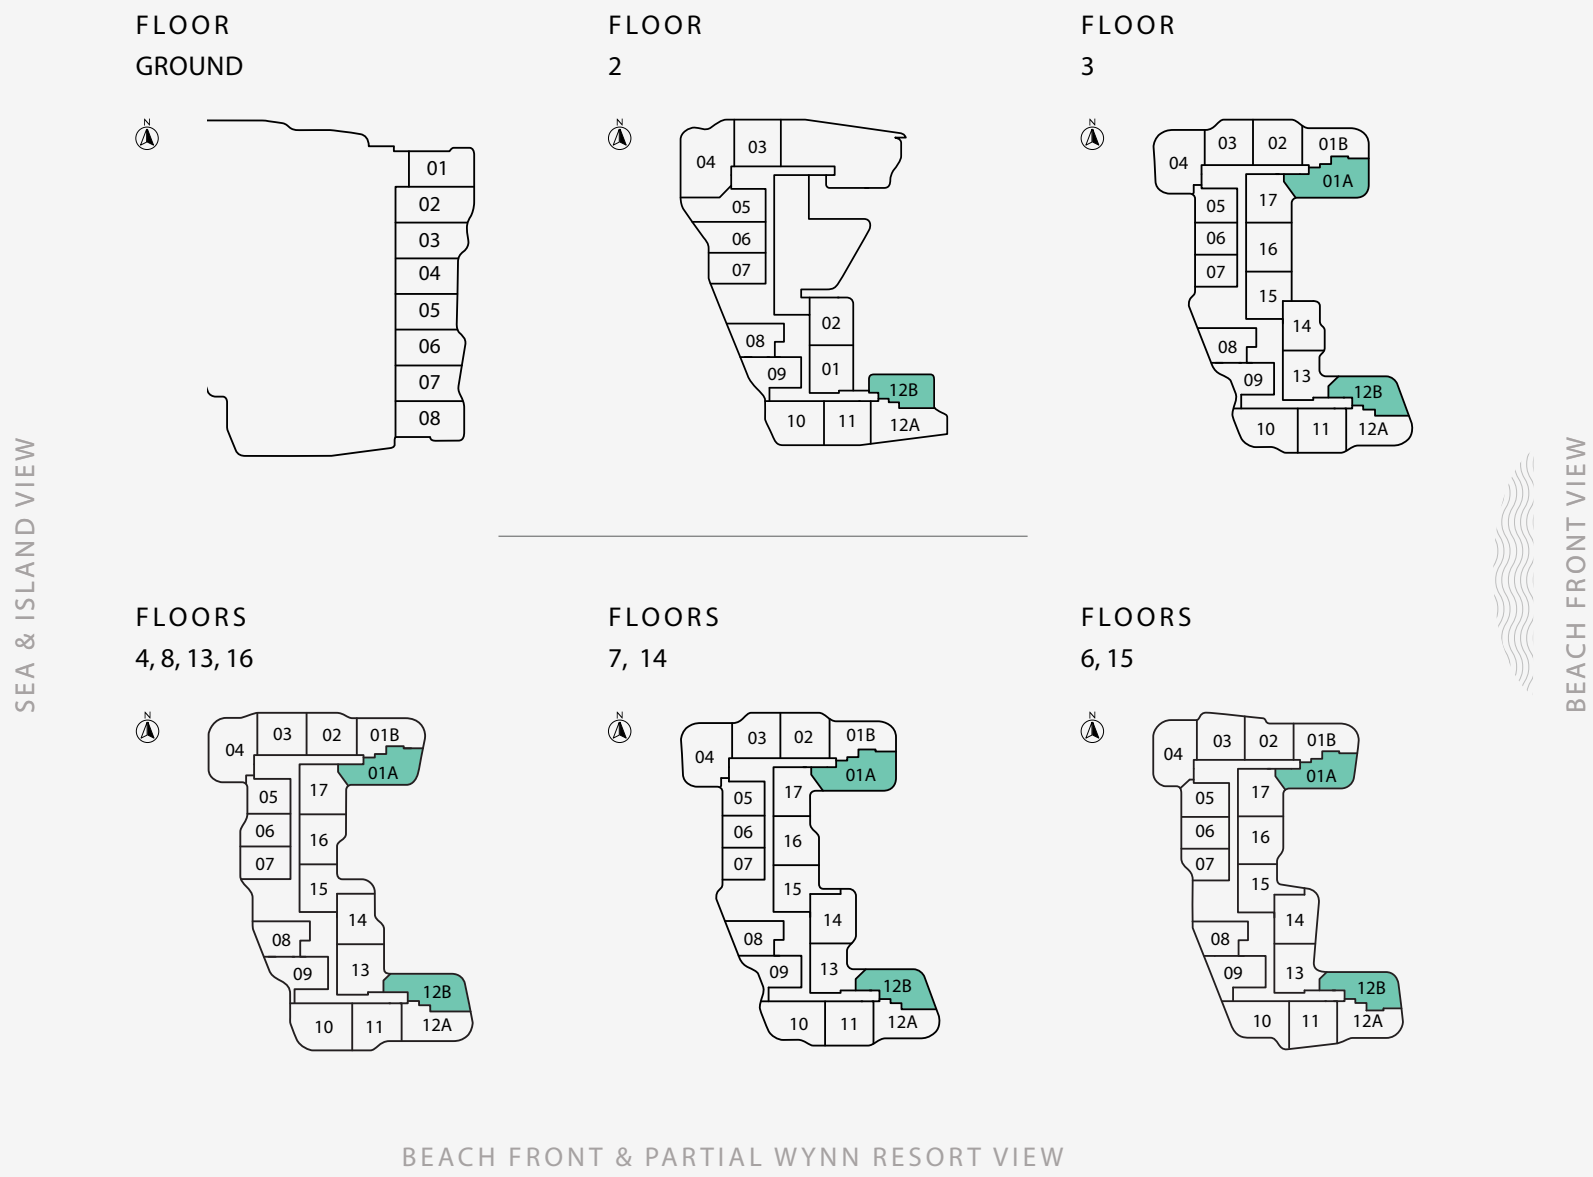 FLOOR
GROUND
N
01
02
03
04
05
06
07
08
FLOOR
2
N
03
04
05
06
07
02
08
01
09
12B
10
11
12A
FLOOR
3
N
03
02
01B
04
01A
17
05
06
16
07
15
14
08
13
09
12B
10
11
12A
SEA & ISLAND VIEW
BEACH FRONT VIEW
FLOORS
4, 8, 13, 16
N
03
02
01B
04
01A
17
05
06
16
07
15
14
08
13
09
12B
10
11
12A
FLOORS
7, 14
N
03
02
01B
04
01A
17
05
06
16
07
15
14
08
13
09
12B
10
11
12A
FLOORS
6, 15
N
03
02
01B
04
01A
17
05
06
16
07
15
14
08
13
09
12B
10
11
12A
BEACH FRONT & PARTIAL WYNN RESORT VIEW